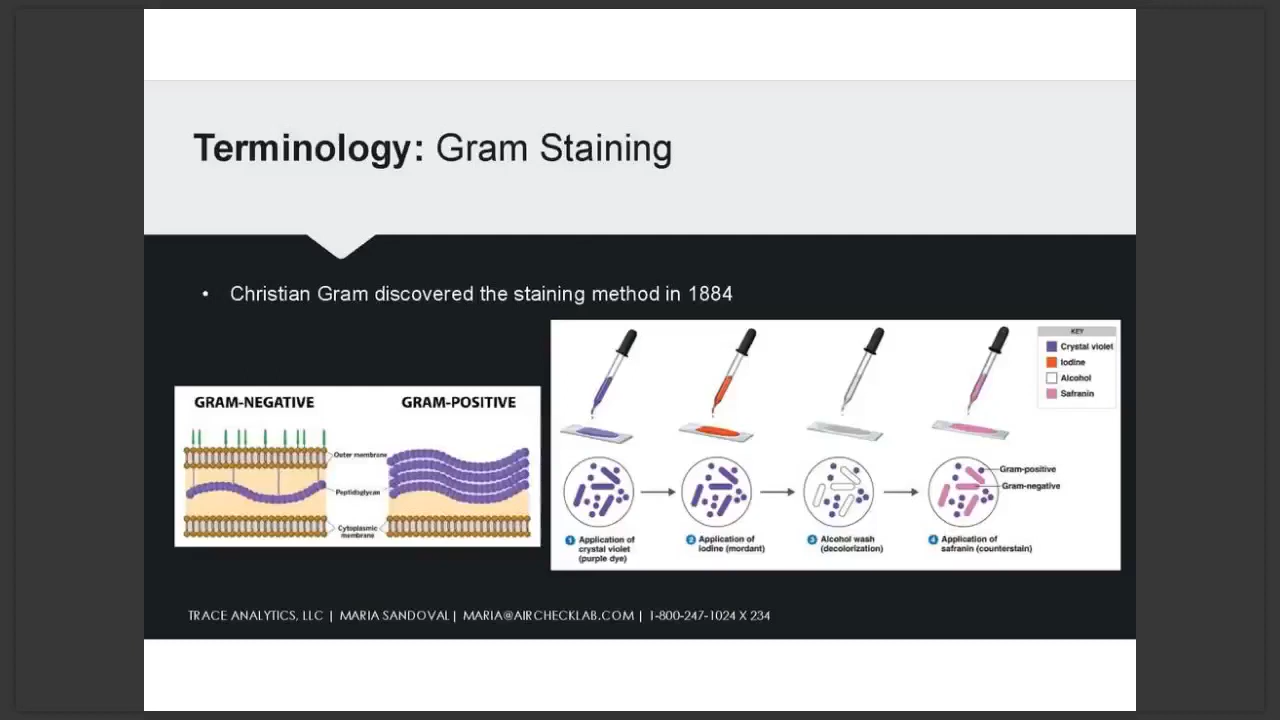 Terminology: Gram Staining
• Christian Gram discovered the staining method in 1884
GRAM-NEGATIVE
GRAM-POSITIVE
Outer membrane
Peptidoglycan
Cytoplasmic
membrane
KEY
Crystal violet
Iodine
Alcohol
Safranin
Gram-positive
Gram-negative
1 Application of
crystal violet
(purple dye)
2 Application of
iodine (mordant)
3 Alcohol wash
(decolorization)
4 Application of
safranin (counterstain)
TRACE ANALYTICS, LLC | MARIA SANDOVAL| MARIA@AIRCHECKLAB.COM | 1-800-247-1024 X 234